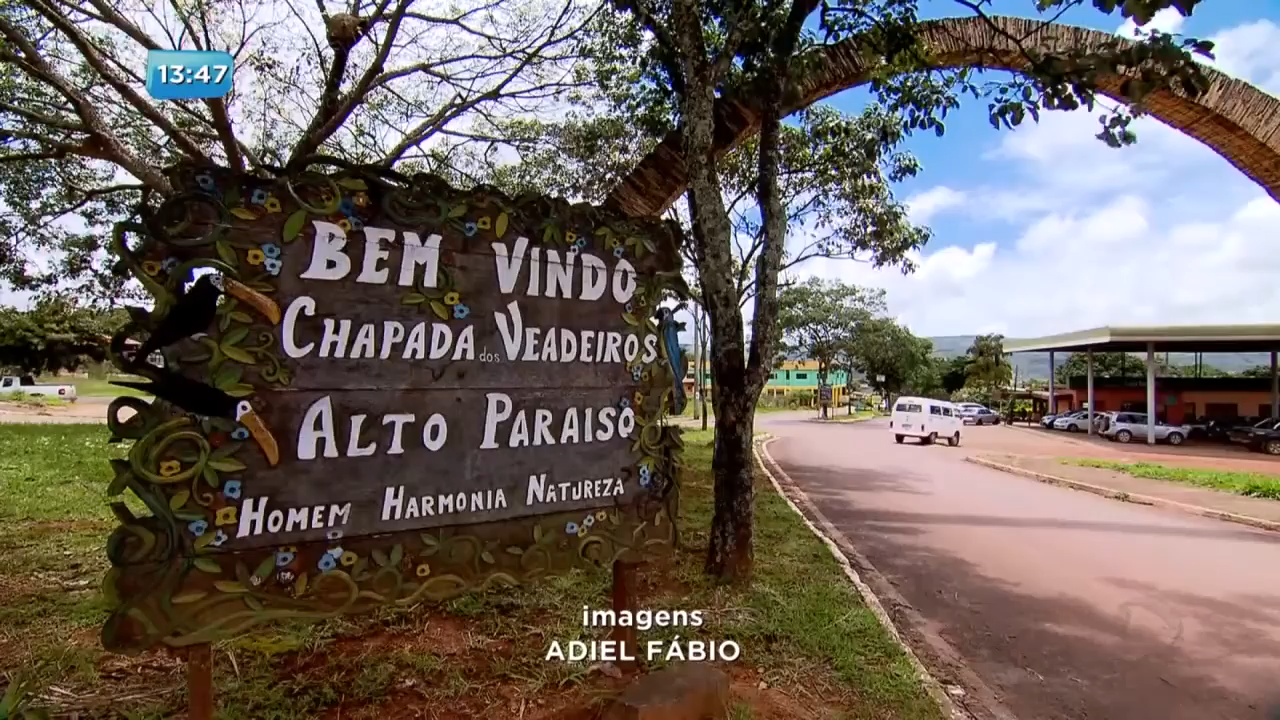 13:47
BEM VINDO
CHAPADA dos VEADEIROS
ALTO PARAISO
HOMEM HARMONIA NATUREZA
imagens
ADIEL FÁBIO